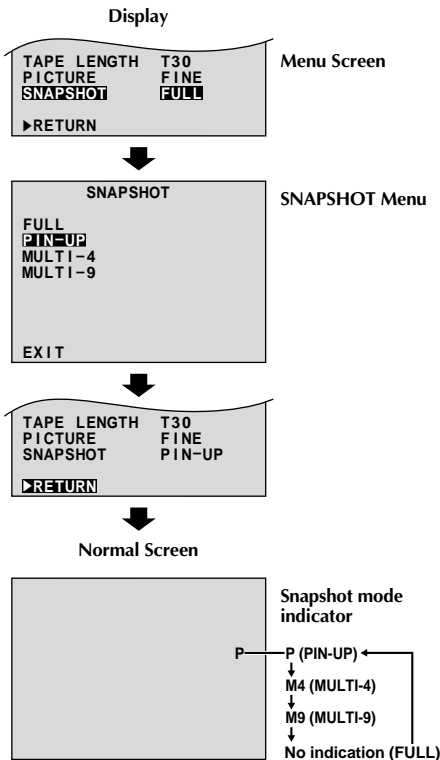 Display
TAPE LENGTH T30
PICTURE FINE
SNAPSHOT FULL
▶RETURN
Menu Screen
SNAPSHOT
FULL
PIN–UP
MULTI–4
MULTI–9
EXIT
SNAPSHOT Menu
TAPE LENGTH T30
PICTURE FINE
SNAPSHOT PIN–UP
▶RETURN
Normal Screen
Snapshot mode
indicator
P P (PIN-UP)
M4 (MULTI-4)
M9 (MULTI-9)
No indication (FULL)